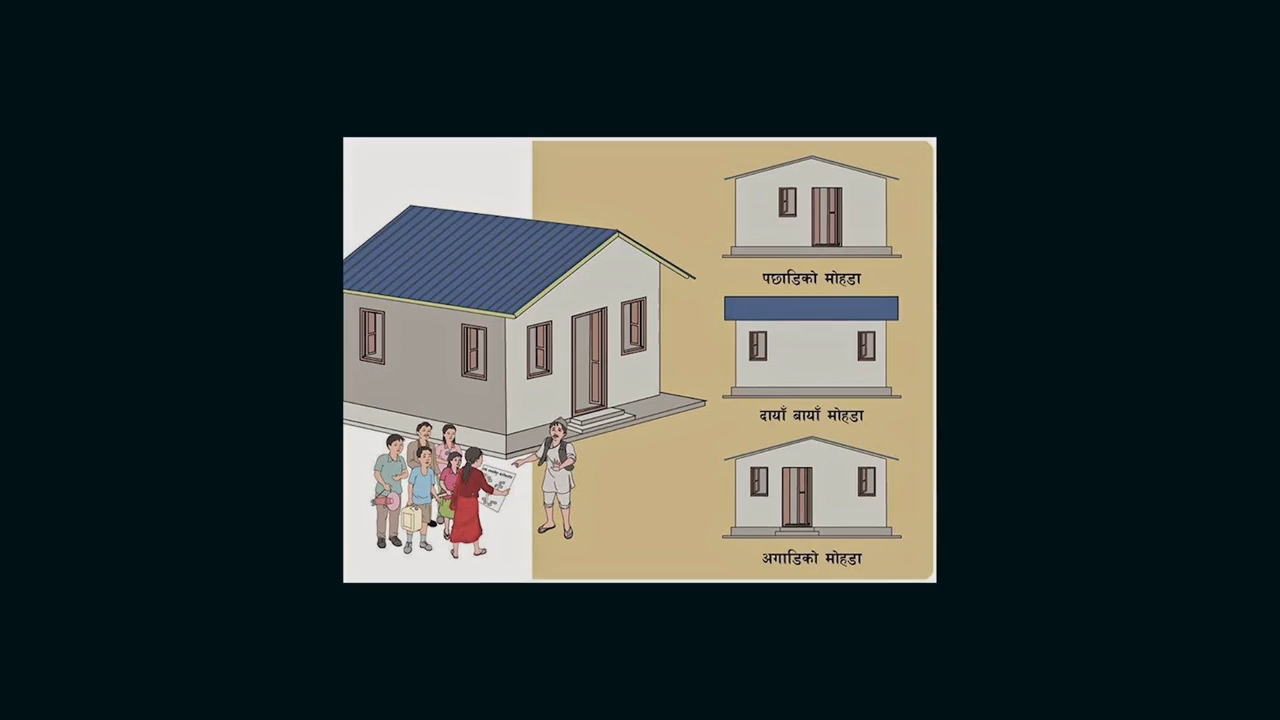 पछाडिको मोहडा
दायाँ बायाँ मोहडा
अगाडिको मोहडा